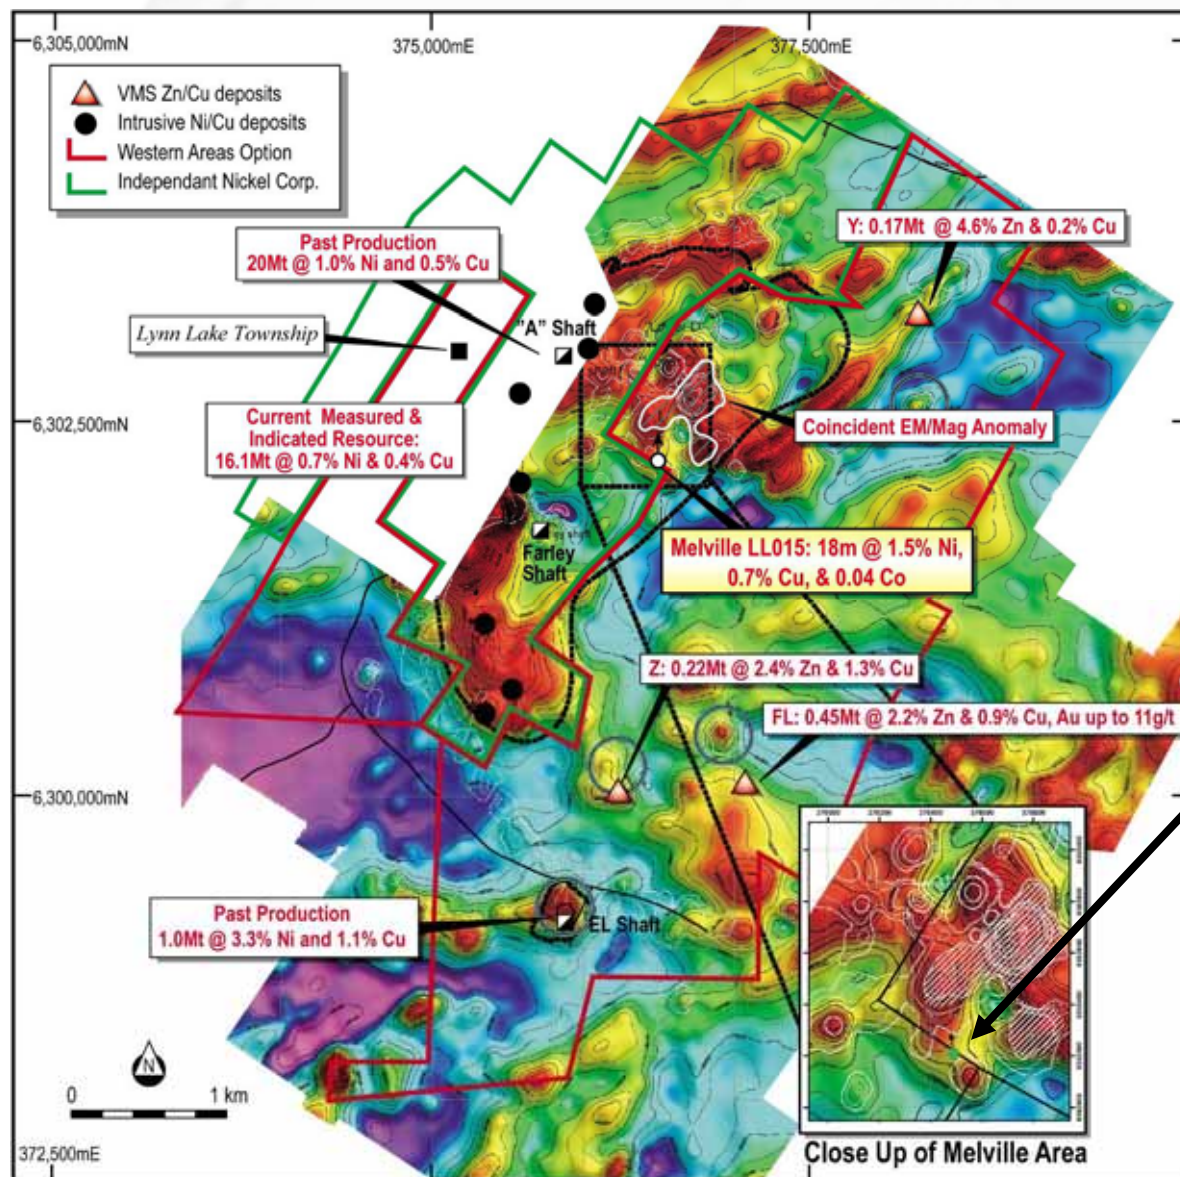 6,305,000mN
375,000mE
377,500mE
VMS Zn/Cu deposits
Intrusive Ni/Cu deposits
Western Areas Option
Independant Nickel Corp.
Y: 0.17Mt @ 4.6% Zn & 0.2% Cu
Past Production
20Mt @ 1.0% Ni and 0.5% Cu
"A" Shaft
Lynn Lake Township
6,302,500mN
Current Measured &
Indicated Resource:
16.1Mt @ 0.7% Ni & 0.4% Cu
Coincident EM/Mag Anomaly
Farley
Shaft
Melville LL015: 18m @ 1.5% Ni,
0.7% Cu, & 0.04 Co
Z: 0.22Mt @ 2.4% Zn & 1.3% Cu
FL: 0.45Mt @ 2.2% Zn & 0.9% Cu, Au up to 11g/t
6,300,000mN
Past Production
1.0Mt @ 3.3% Ni and 1.1% Cu
EL Shaft
N
0 1 km
372,500mE
Close Up of Melville Area